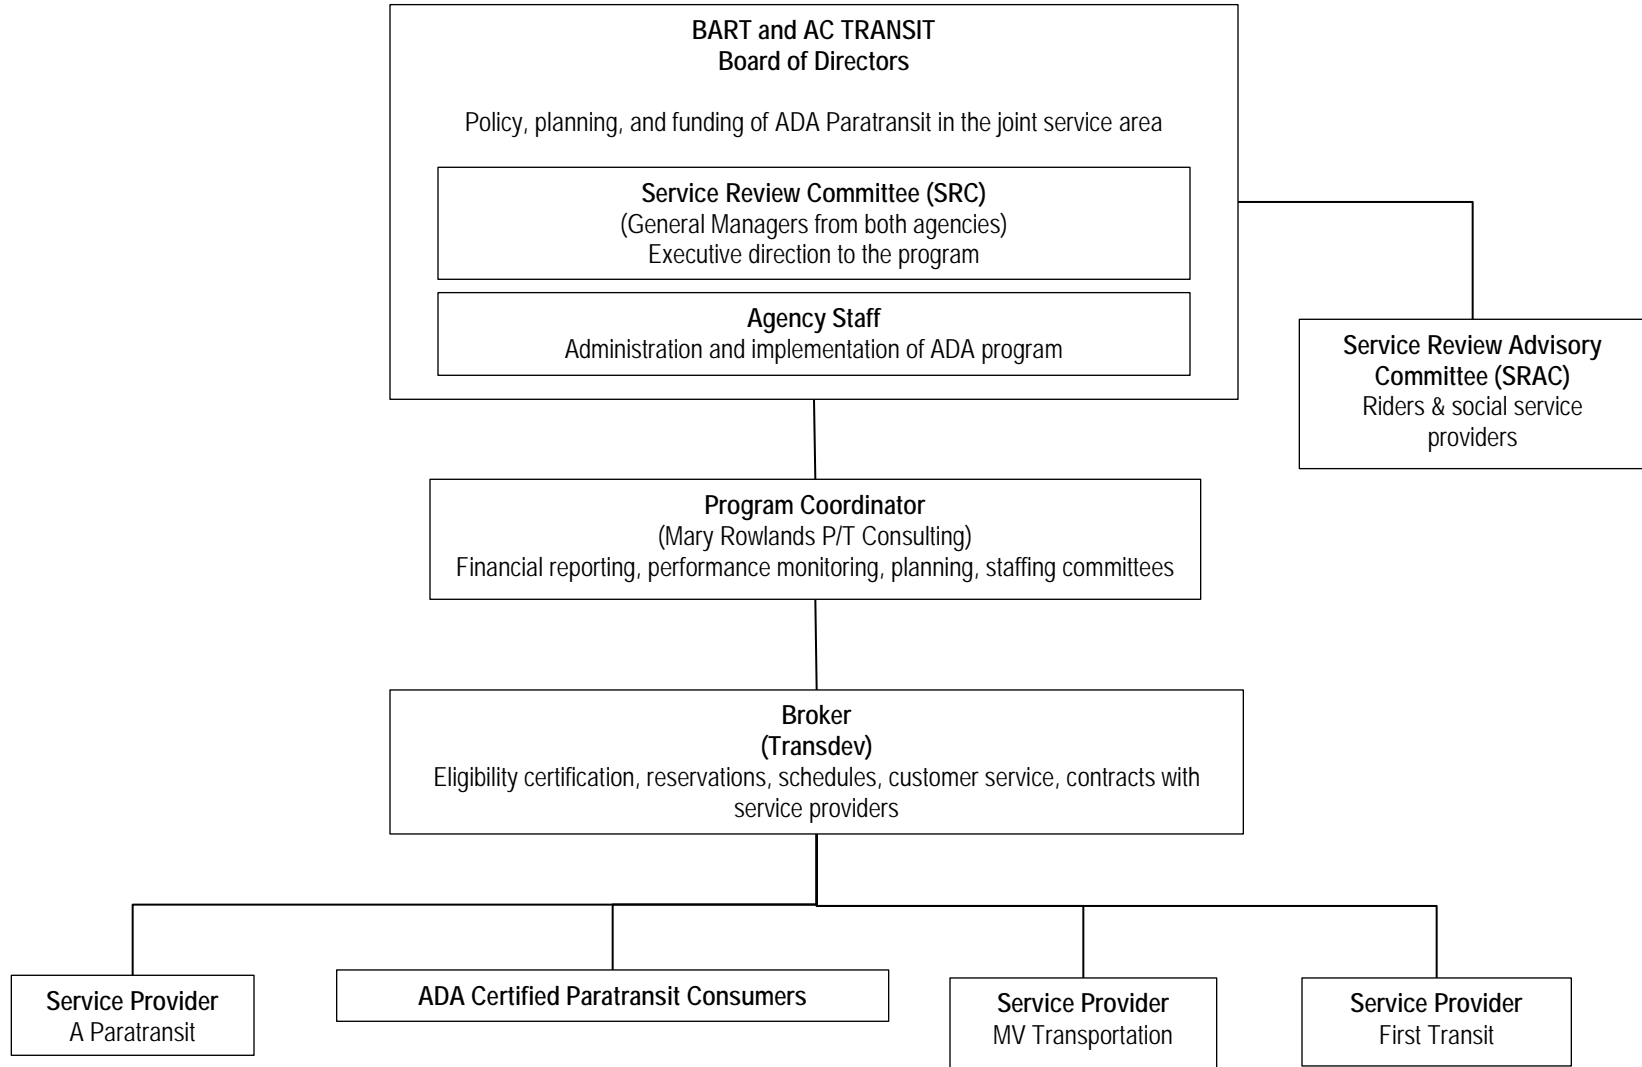 BART and AC TRANSIT
Board of Directors
Policy, planning, and funding of ADA Paratransit in the joint service area
Service Review Committee (SRC)
(General Managers from both agencies)
Executive direction to the program
Agency Staff
Administration and implementation of ADA program
Service Review Advisory
Committee (SRAC)
Riders & social service
providers
Program Coordinator
(Mary Rowlands P/T Consulting)
Financial reporting, performance monitoring, planning, staffing committees
Broker
(Transdev)
Eligibility certification, reservations, schedules, customer service, contracts with
service providers
Service Provider
A Paratransit
ADA Certified Paratransit Consumers
Service Provider
MV Transportation
Service Provider
First Transit